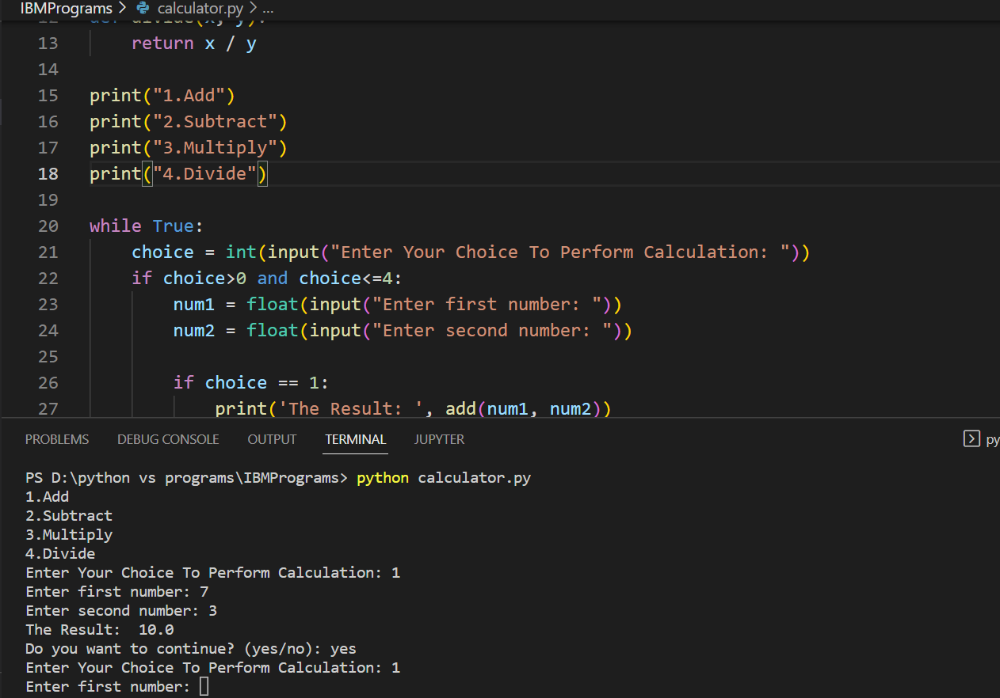 IBMPrograms > calculator.py > ...
12 def divide(x, y):
13 return x / y
14
15 print("1.Add")
16 print("2.Subtract")
17 print("3.Multiply")
18 print("4.Divide")
19
20 while True:
21 choice = int(input("Enter Your Choice To Perform Calculation: "))
22 if choice>0 and choice<=4:
23 num1 = float(input("Enter first number: "))
24 num2 = float(input("Enter second number: "))
25
26 if choice == 1:
27 print('The Result: ', add(num1, num2))
PROBLEMS DEBUG CONSOLE OUTPUT TERMINAL JUPYTER py
PS D:\python vs programs\IBMPrograms> python calculator.py
1.Add
2.Subtract
3.Multiply
4.Divide
Enter Your Choice To Perform Calculation: 1
Enter first number: 7
Enter second number: 3
The Result:  10.0
Do you want to continue? (yes/no): yes
Enter Your Choice To Perform Calculation: 1
Enter first number: